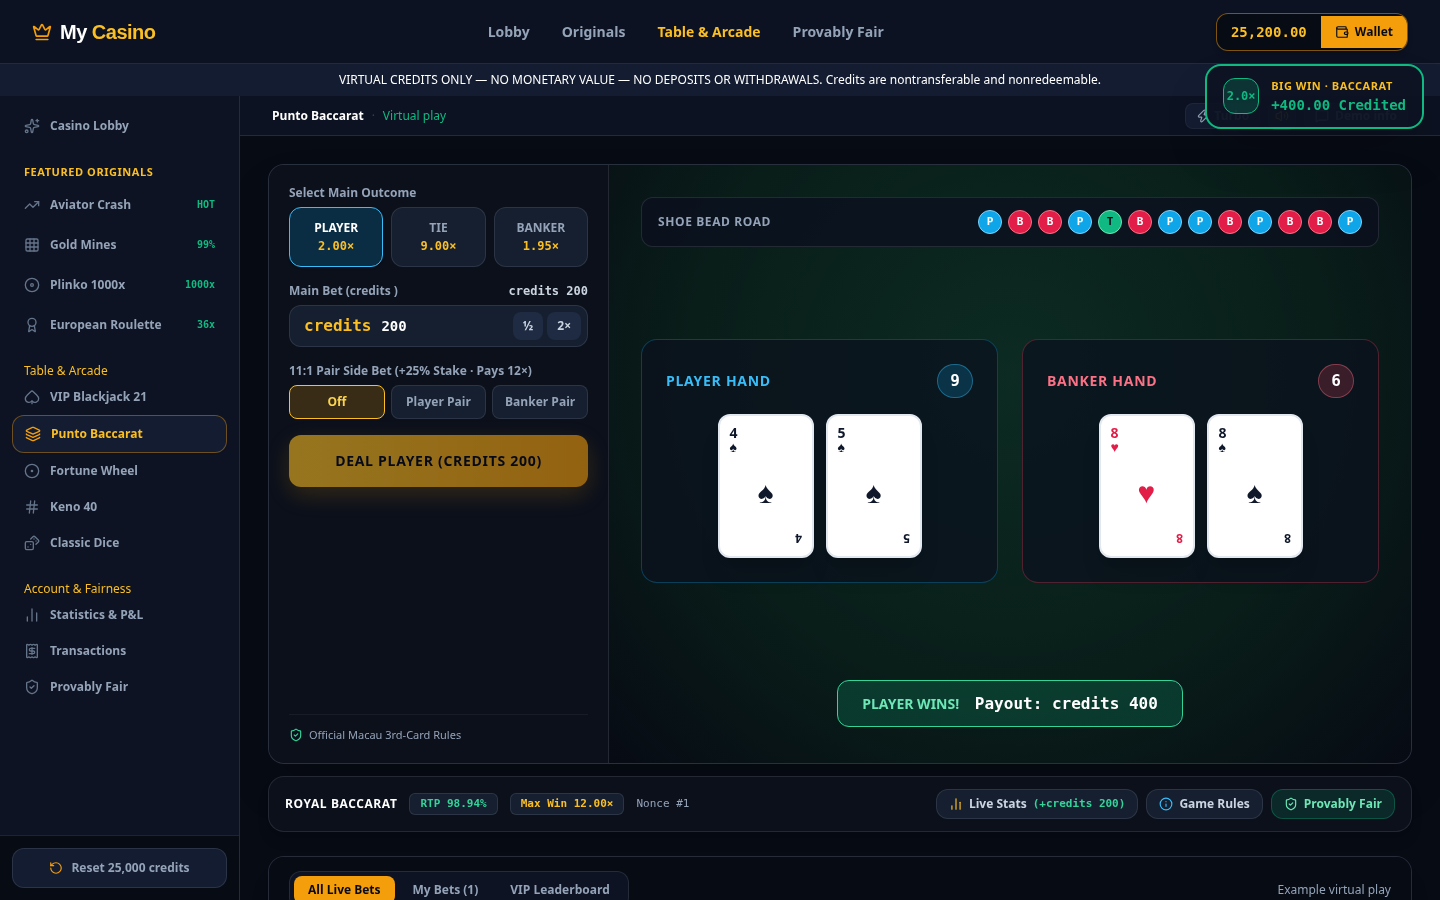 My Casino
Lobby
Originals
Table & Arcade
Provably Fair
25,200.00
Wallet
VIRTUAL CREDITS ONLY — NO MONETARY VALUE — NO DEPOSITS OR WITHDRAWALS. Credits are nontransferable and nonredeemable.
2.0×
BIG WIN · BACCARAT
+400.00 Credited
Casino Lobby
FEATURED ORIGINALS
Aviator Crash HOT
Gold Mines 99%
Plinko 1000x 1000x
European Roulette 36x
Table & Arcade
VIP Blackjack 21
Punto Baccarat
Fortune Wheel
Keno 40
Classic Dice
Account & Fairness
Statistics & P&L
Transactions
Provably Fair
Reset 25,000 credits
Punto Baccarat · Virtual play
Select Main Outcome
PLAYER
2.00×
TIE
9.00×
BANKER
1.95×
Main Bet (credits ) credits 200
credits 200 ½ 2×
11:1 Pair Side Bet (+25% Stake · Pays 12×)
Off
Player Pair
Banker Pair
DEAL PLAYER (CREDITS 200)
Official Macau 3rd-Card Rules
SHOE BEAD ROAD P B B P T B P P B P B B P
PLAYER HAND 9
4♠
♠
4
5♠
♠
5
BANKER HAND 6
8♥
♥
8
8♠
♠
8
PLAYER WINS! Payout: credits 400
ROYAL BACCARAT RTP 98.94% Max Win 12.00× Nonce #1
Live Stats (+credits 200)
Game Rules
Provably Fair
All Live Bets
My Bets (1)
VIP Leaderboard
Example virtual play